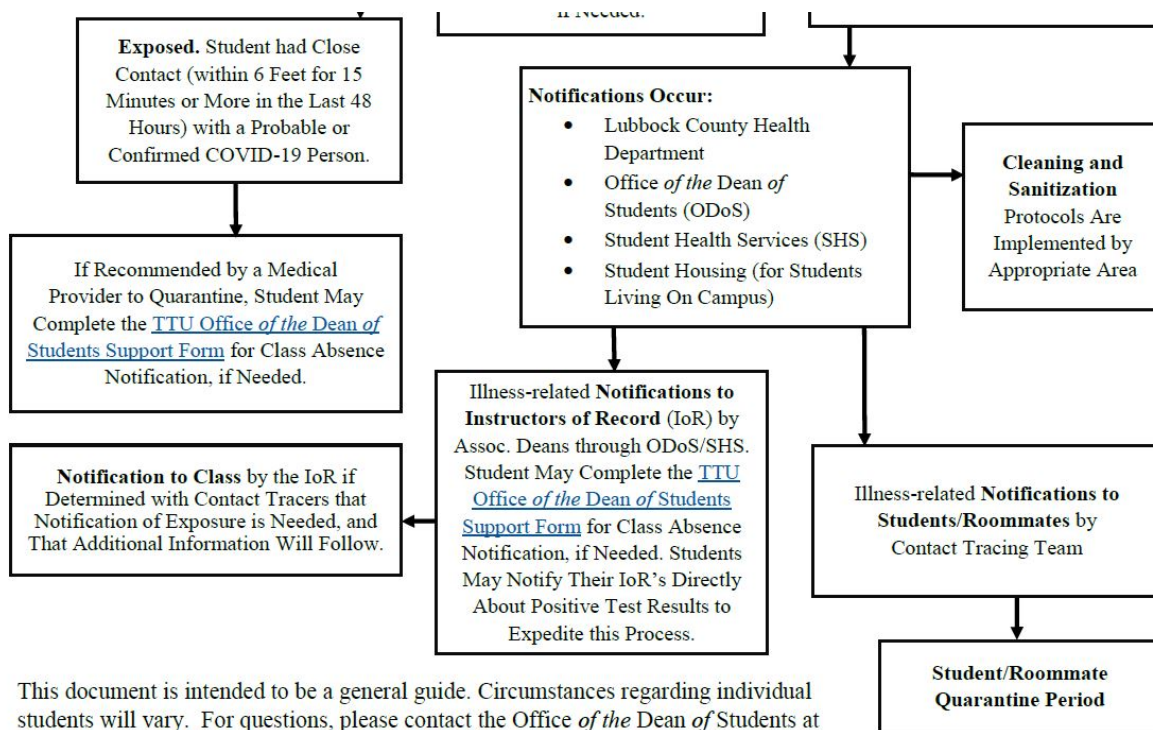 if Needed.
Exposed. Student had Close
Contact (within 6 Feet for 15
Minutes or More in the Last 48
Hours) with a Probable or
Confirmed COVID-19 Person.
If Recommended by a Medical
Provider to Quarantine, Student May
Complete the TTU Office of the Dean of
Students Support Form for Class Absence
Notification, if Needed.
Notifications Occur:
• Lubbock County Health
Department
• Office of the Dean of
Students (ODoS)
• Student Health Services (SHS)
• Student Housing (for Students
Living On Campus)
Cleaning and
Sanitization
Protocols Are
Implemented by
Appropriate Area
Illness-related Notifications to
Instructors of Record (IoR) by
Assoc. Deans through ODoS/SHS.
Student May Complete the TTU
Office of the Dean of Students
Support Form for Class Absence
Notification, if Needed. Students
May Notify Their IoR's Directly
About Positive Test Results to
Expedite this Process.
Notification to Class by the IoR if
Determined with Contact Tracers that
Notification of Exposure is Needed, and
That Additional Information Will Follow.
Illness-related Notifications to
Students/Roommates by
Contact Tracing Team
Student/Roommate
Quarantine Period
This document is intended to be a general guide. Circumstances regarding individual
students will vary. For questions, please contact the Office of the Dean of Students at